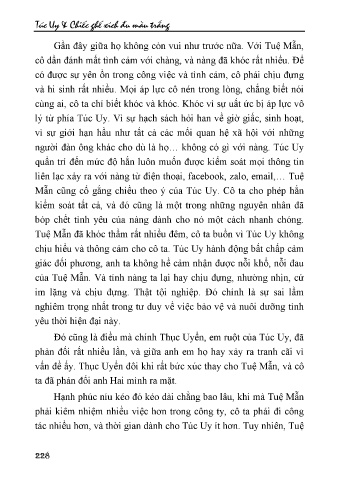 Túc Uy & Chiếc ghế xích đu màu trắng
Gần đây giữa họ không còn vui như trước nữa. Với Tuệ Mẫn,
cô dần đánh mất tình cảm với chàng, và nàng đã khóc rất nhiều. Để
có được sự yên ổn trong công việc và tình cảm, cô phải chịu đựng
và hi sinh rất nhiều. Mọi áp lực cô nén trong lòng, chẳng biết nói
cùng ai, cô ta chỉ biết khóc và khóc. Khóc vì sự uất ức bị áp lực vô
lý từ phía Túc Uy. Vì sự hạch sách hỏi han về giờ giấc, sinh hoạt,
vì sự giới hạn hầu như tất cả các mối quan hệ xã hội với những
người đàn ông khác cho dù là họ… không có gì với nàng. Túc Uy
quẩn trí đến mức độ hắn luôn muốn được kiểm soát mọi thông tin
liên lạc xảy ra với nàng từ điện thoại, facebook, zalo, email,… Tuệ
Mẫn cũng cố gắng chiều theo ý của Túc Uy. Cô ta cho phép hắn
kiểm soát tất cả, và đó cũng là một trong những nguyên nhân đã
bóp chết tình yêu của nàng dành cho nó một cách nhanh chóng.
Tuệ Mẫn đã khóc thầm rất nhiều đêm, cô ta buồn vì Túc Uy không
chịu hiểu và thông cảm cho cô ta. Túc Uy hành động bất chấp cảm
giác đối phương, anh ta không hề cảm nhận được nỗi khổ, nỗi đau
của Tuệ Mẫn. Và tính nàng ta lại hay chịu đựng, nhường nhịn, cứ
im lặng và chịu đựng. Thật tội nghiệp. Đó chính là sự sai lầm
nghiêm trọng nhất trong tư duy về việc bảo vệ và nuôi dưỡng tình
yêu thời hiện đại này.
Đó cũng là điều mà chính Thục Uyển, em ruột của Túc Uy, đã
phản đối rất nhiều lần, và giữa anh em họ hay xảy ra tranh cãi vì
vấn đề ấy. Thục Uyển đôi khi rất bức xúc thay cho Tuệ Mẫn, và cô
ta đã phản đối anh Hai mình ra mặt.
Hạnh phúc níu kéo đó kéo dài chẳng bao lâu, khi mà Tuệ Mẫn
phải kiêm nhiệm nhiều việc hơn trong công ty, cô ta phải đi công
tác nhiều hơn, và thời gian dành cho Túc Uy ít hơn. Tuy nhiên, Tuệ
228